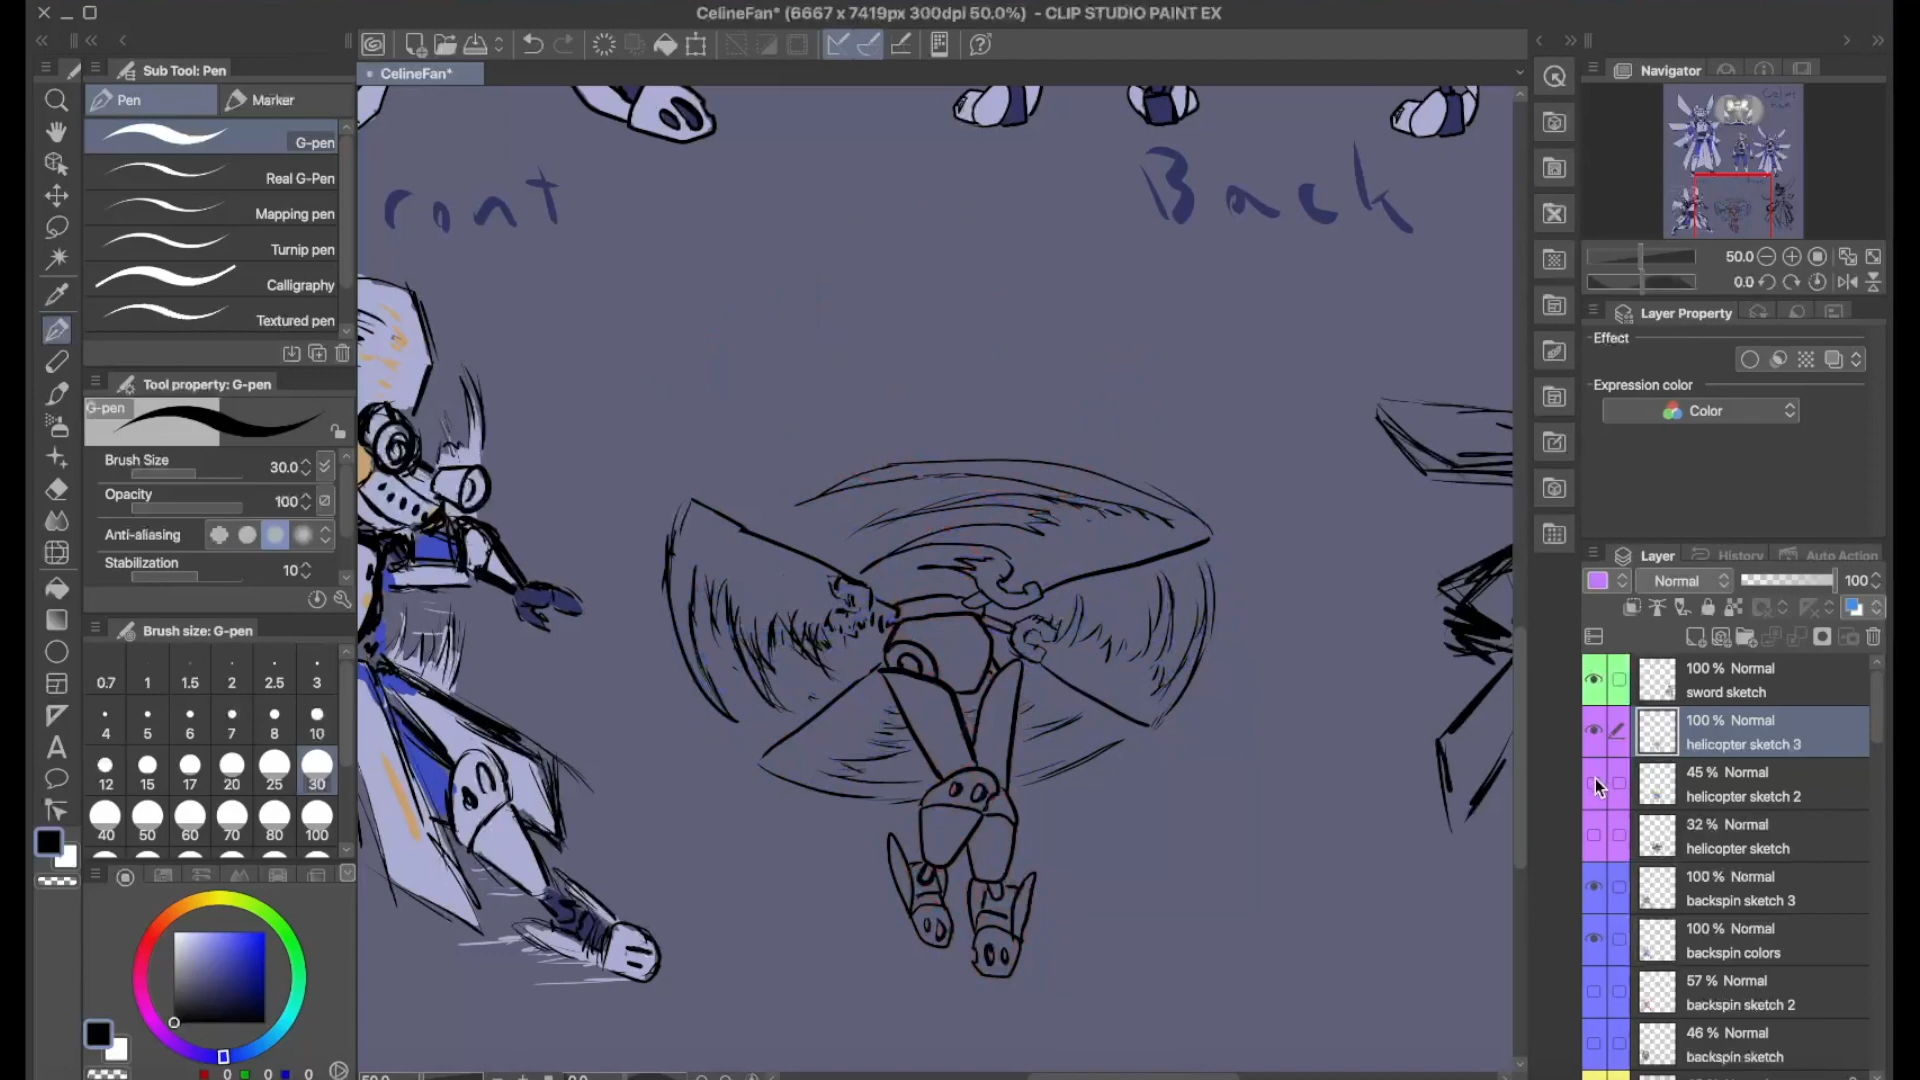 CelineFan* (6667 x 7419px 300dpi 50.0%) - CLIP STUDIO PAINT EX
Sub Tool: Pen
CelineFan*
Navigator
Pen
Marker
G-pen
Real G-Pen
Mapping pen
Turnip pen
Calligraphy
Textured pen
ront
Back
50.0
0.0
Layer Property
Effect
Expression color
Color
Tool property: G-pen
G-pen
Brush Size
30.0
Opacity
100
Anti-aliasing
Stabilization
10
Brush size: G-pen
0.7 1 1.5 2 2.5 3
4 5 6 7 8 10
12 15 17 20 25 30
40 50 60 70 80 100
0 0 0
Layer
History
Auto Action
Normal
100
100 % Normal
sword sketch
100 % Normal
helicopter sketch 3
45 % Normal
helicopter sketch 2
32 % Normal
helicopter sketch
100 % Normal
backspin sketch 3
100 % Normal
backspin colors
57 % Normal
backspin sketch 2
46 % Normal
backspin sketch